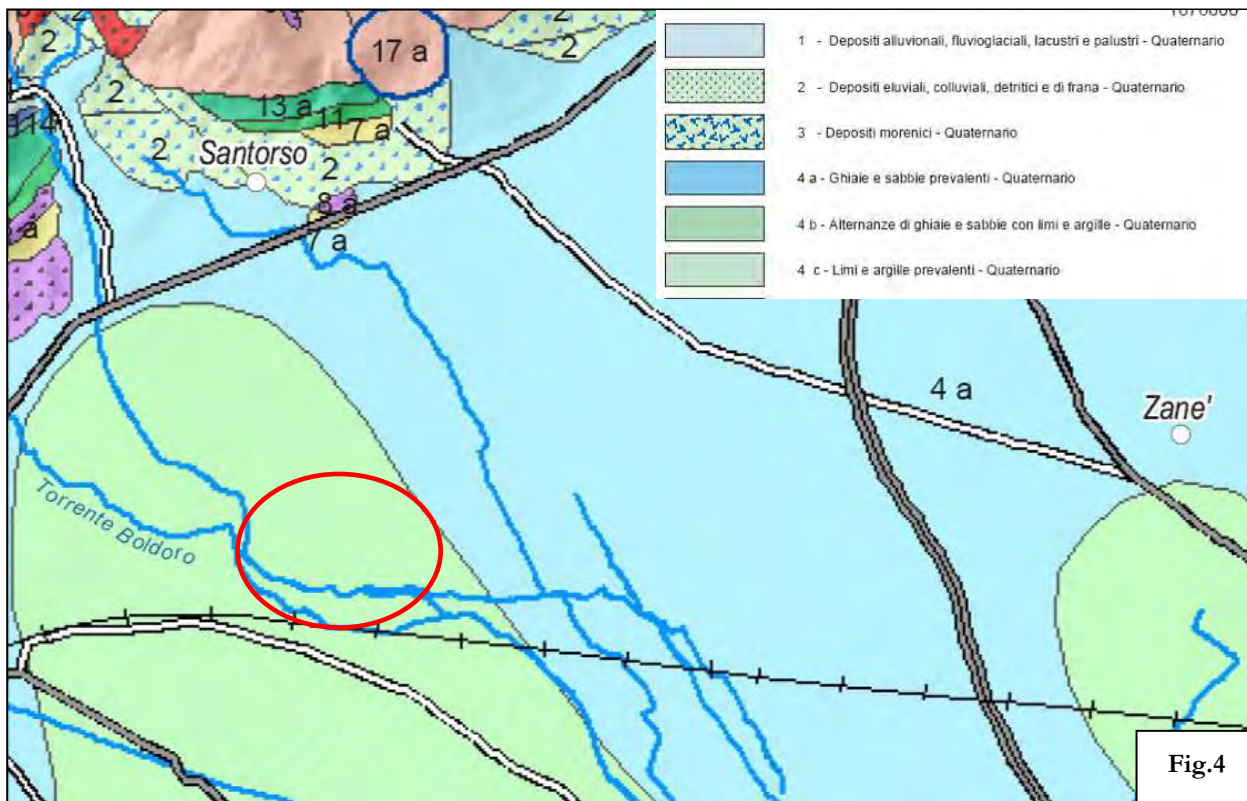 1 - Depositi alluvionali, fluvioglaciali, lacustri e palustri - Quaternario
2 - Depositi eluviali, colluviali, detritici e di frana - Quaternario
3 - Depositi morenici - Quaternario
4 a - Ghiaie e sabbie prevalenti - Quaternario
4 b - Alternanze di ghiaie e sabbie con limi e argille - Quaternario
4 c - Limi e argille prevalenti - Quaternario
2
2
17 a
2
2
13 a
11
7 a
14
2
Santorso
2
8 a
7 a
a
4 a
Zane'
Torrente Boldoro
Fig.4